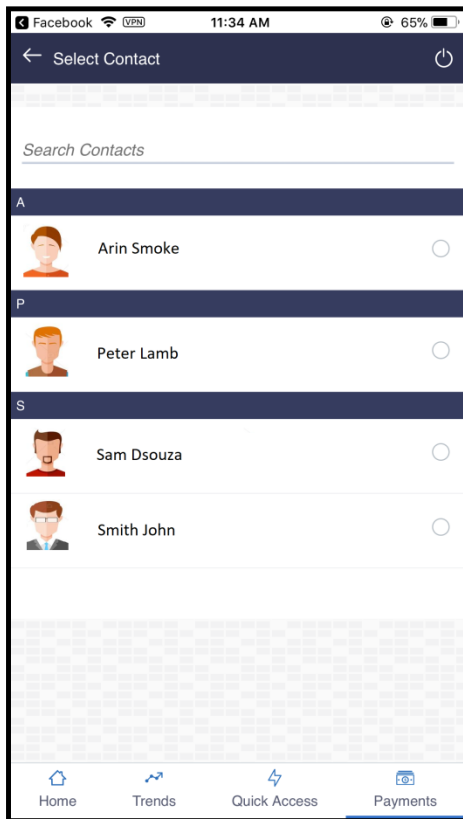 Facebook VPN 11:34 AM 65%
Select Contact
Search Contacts
A
Arin Smoke
P
Peter Lamb
S
Sam Dsouza
Smith John
Home Trends Quick Access Payments